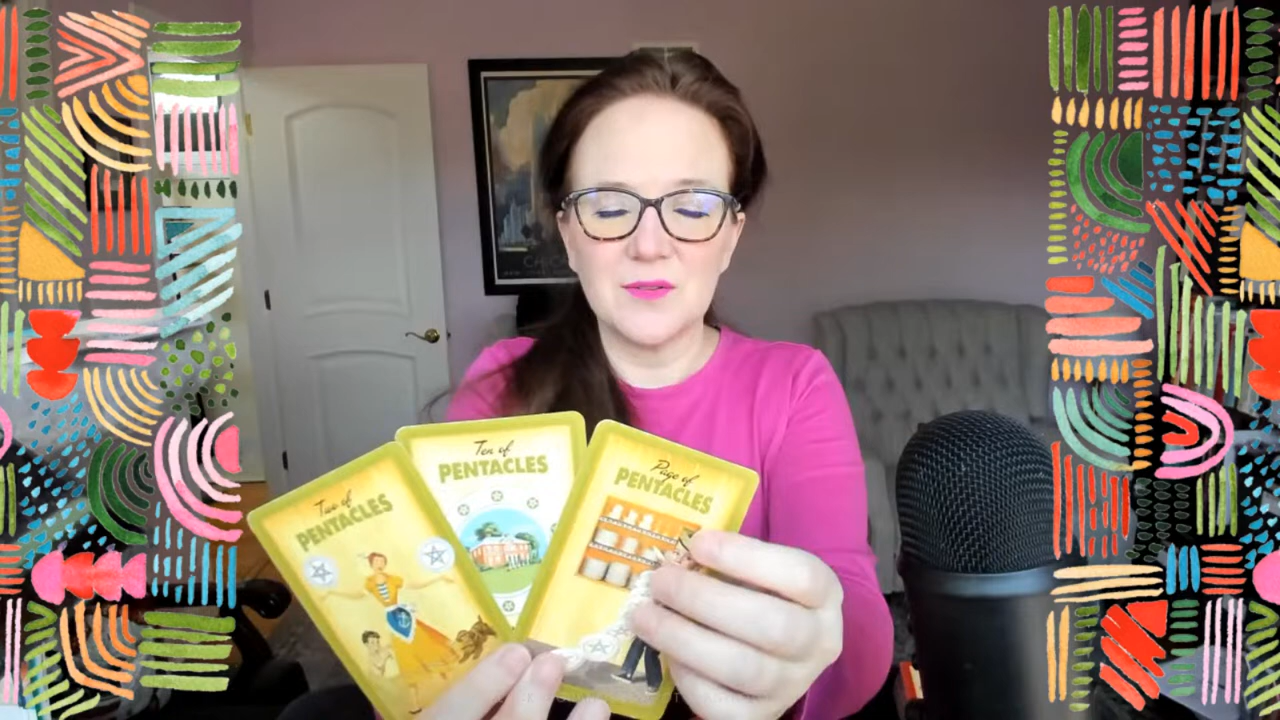 Two of
PENTACLES
Ten of
PENTACLES
Page of
PENTACLES